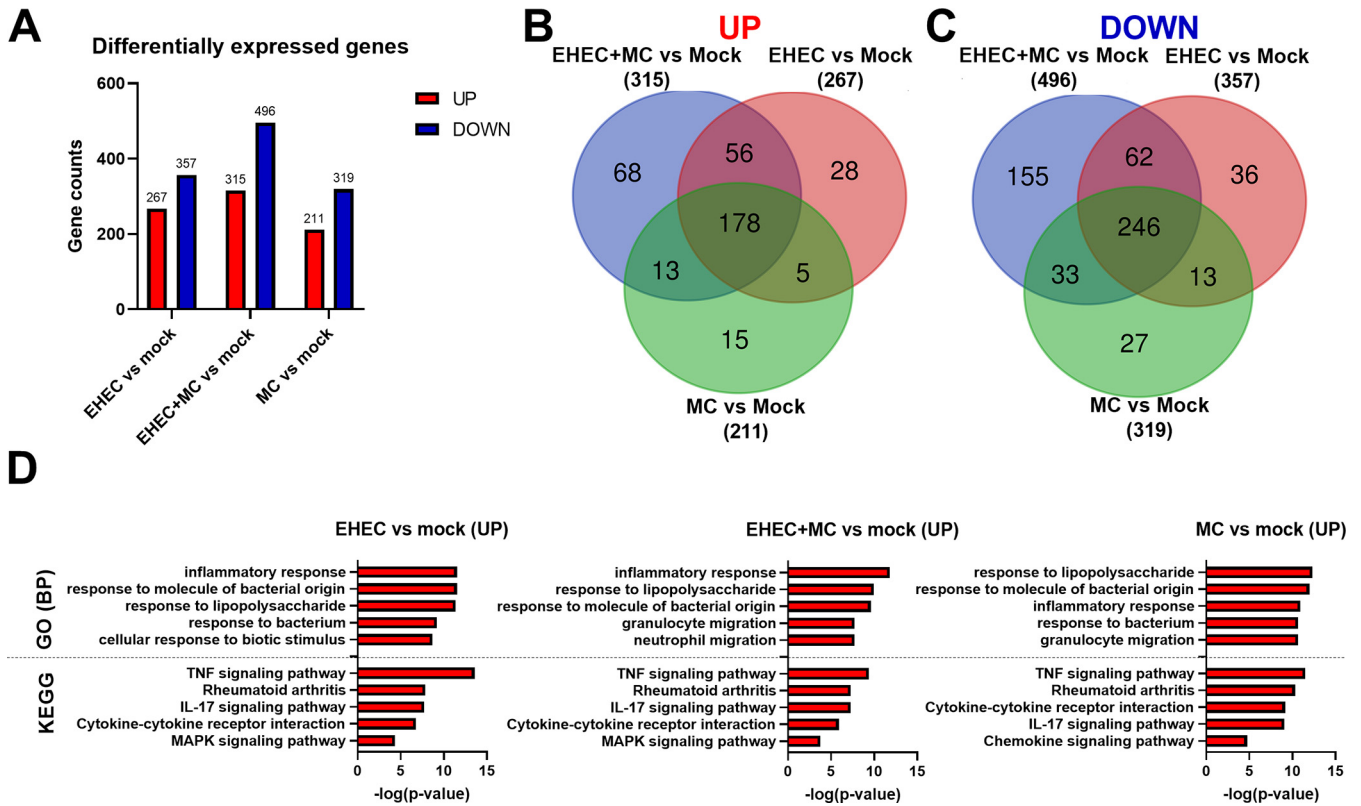 A
Differentially expressed genes
Gene counts
600
400
200
0
267
357
315
496
211
319
UP
DOWN
EHEC vs mock
EHEC+MC vs mock
MC vs mock
B
UP
EHEC+MC vs Mock
(315)
EHEC vs Mock
(267)
68
56
28
178
13
5
15
MC vs Mock
(211)
C
DOWN
EHEC+MC vs Mock
(496)
EHEC vs Mock
(357)
155
62
36
246
33
13
27
MC vs Mock
(319)
D
GO (BP)
KEGG
EHEC vs mock (UP)
inflammatory response
response to molecule of bacterial origin
response to lipopolysaccharide
response to bacterium
cellular response to biotic stimulus
TNF signaling pathway
Rheumatoid arthritis
IL-17 signaling pathway
Cytokine-cytokine receptor interaction
MAPK signaling pathway
0 5 10 15
-log(p-value)
EHEC+MC vs mock (UP)
inflammatory response
response to lipopolysaccharide
response to molecule of bacterial origin
granulocyte migration
neutrophil migration
TNF signaling pathway
Rheumatoid arthritis
IL-17 signaling pathway
Cytokine-cytokine receptor interaction
MAPK signaling pathway
0 5 10 15
-log(p-value)
MC vs mock (UP)
response to lipopolysaccharide
response to molecule of bacterial origin
inflammatory response
response to bacterium
granulocyte migration
TNF signaling pathway
Rheumatoid arthritis
Cytokine-cytokine receptor interaction
IL-17 signaling pathway
Chemokine signaling pathway
0 5 10 15
-log(p-value)